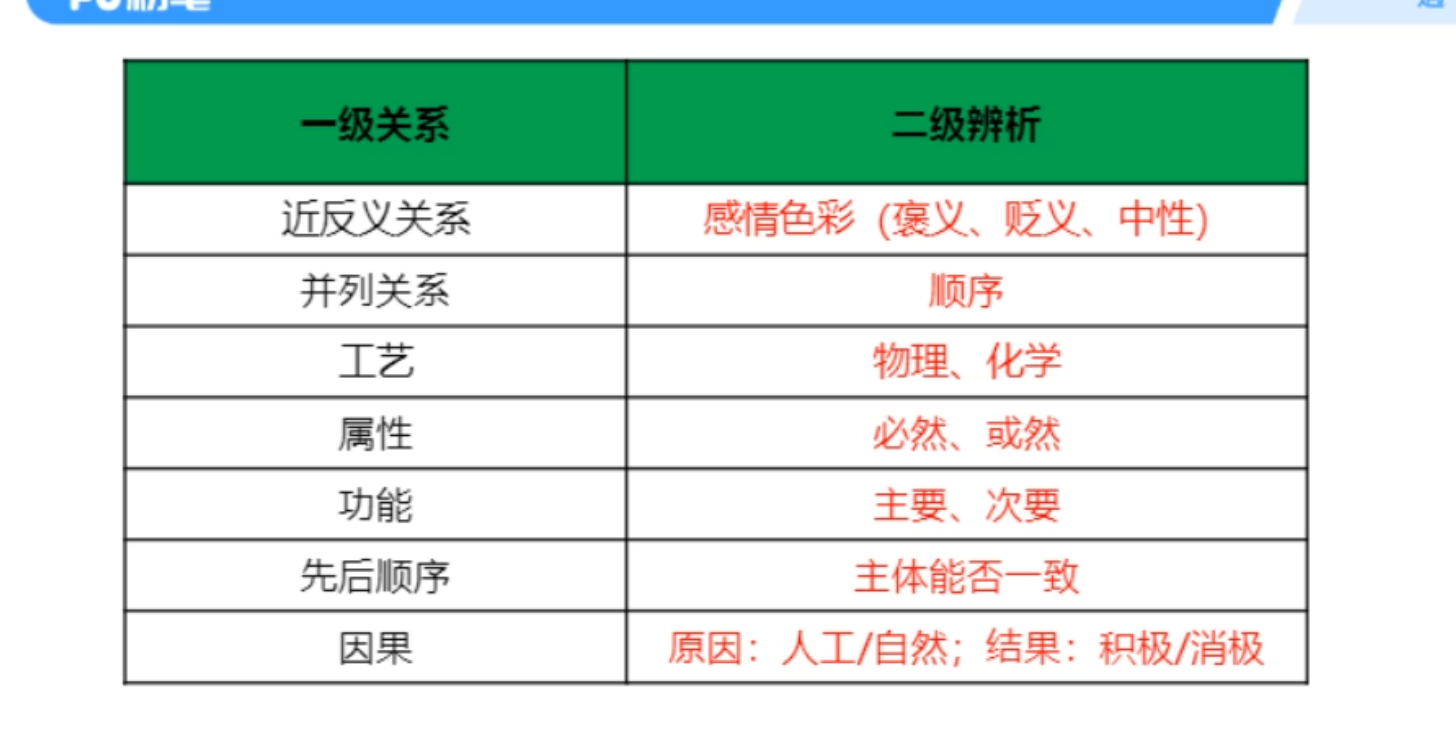 一级关系 二级辨析
近反义关系 感情色彩（褒义、贬义、中性）
并列关系 顺序
工艺 物理、化学
属性 必然、或然
功能 主要、次要
先后顺序 主体能否一致
因果 原因：人工/自然；结果：积极/消极